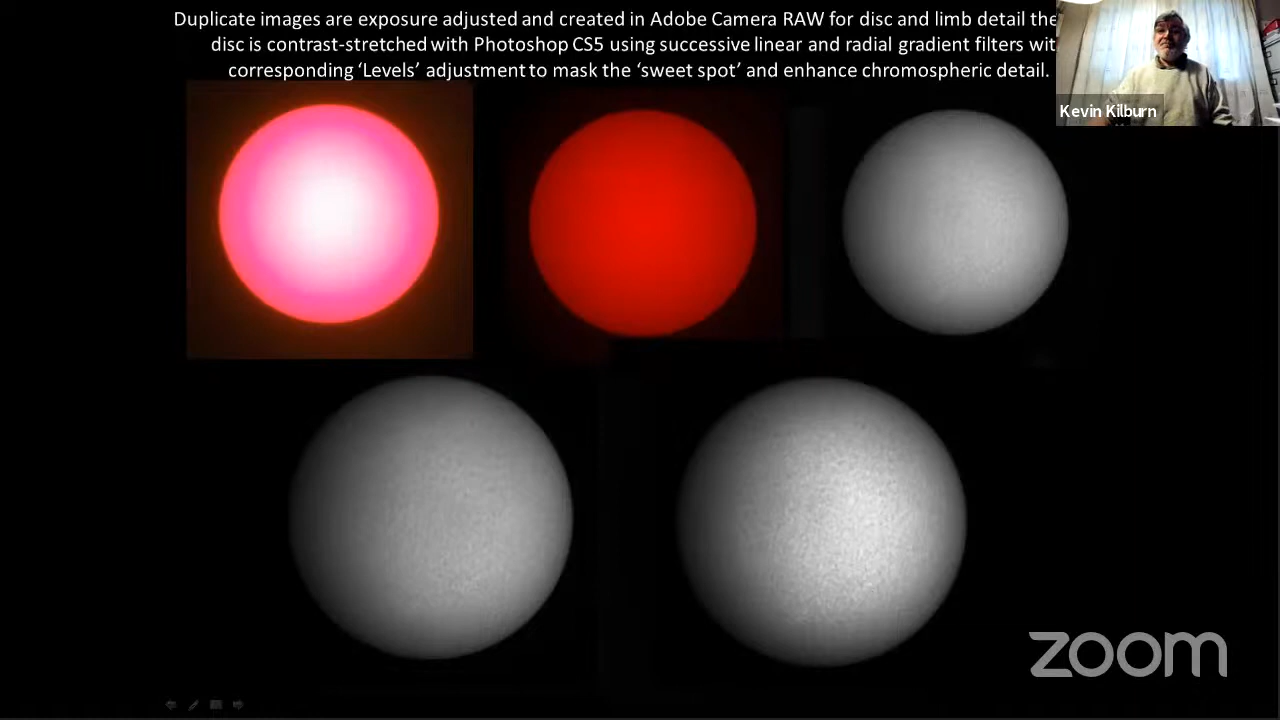 Duplicate images are exposure adjusted and created in Adobe Camera RAW for disc and limb detail the
disc is contrast-stretched with Photoshop CS5 using successive linear and radial gradient filters wit
corresponding ‘Levels’ adjustment to mask the ‘sweet spot’ and enhance chromospheric detail.
Kevin Kilburn
zoom